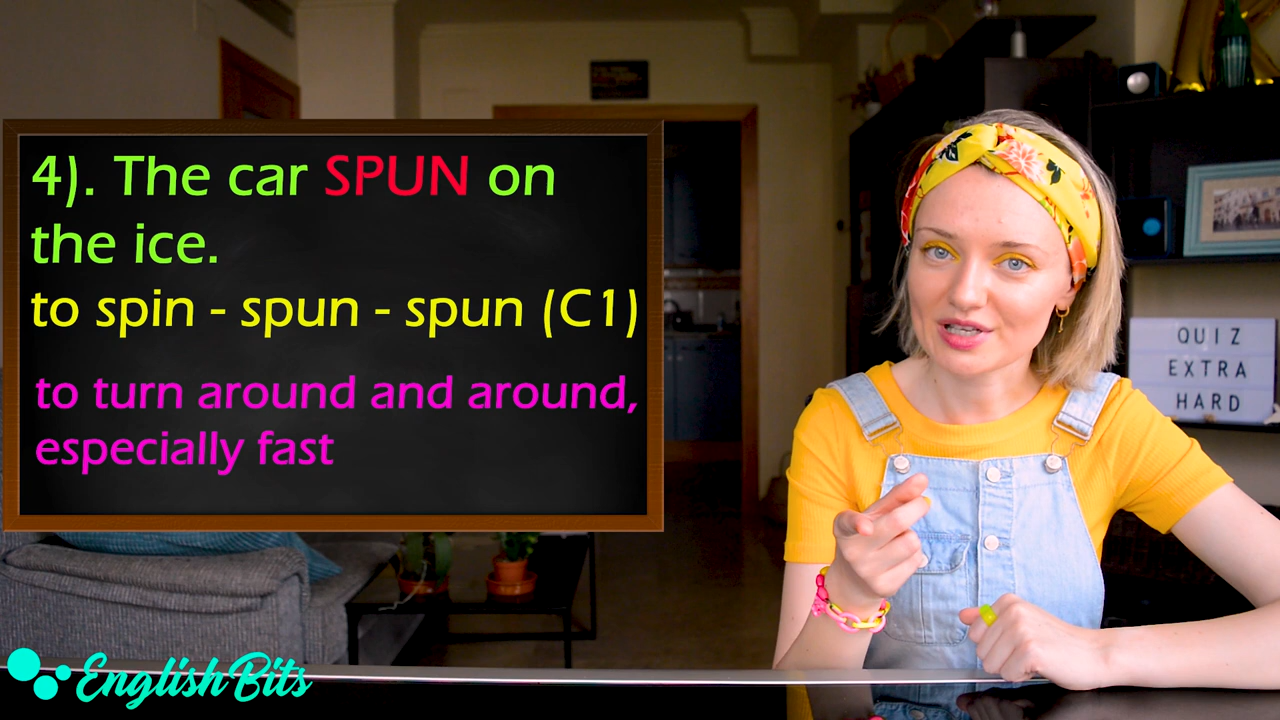 4). The car SPUN on
the ice.
to spin - spun - spun (C1)
to turn around and around,
especially fast
QUIZ
EXTRA
HARD
EnglishBits